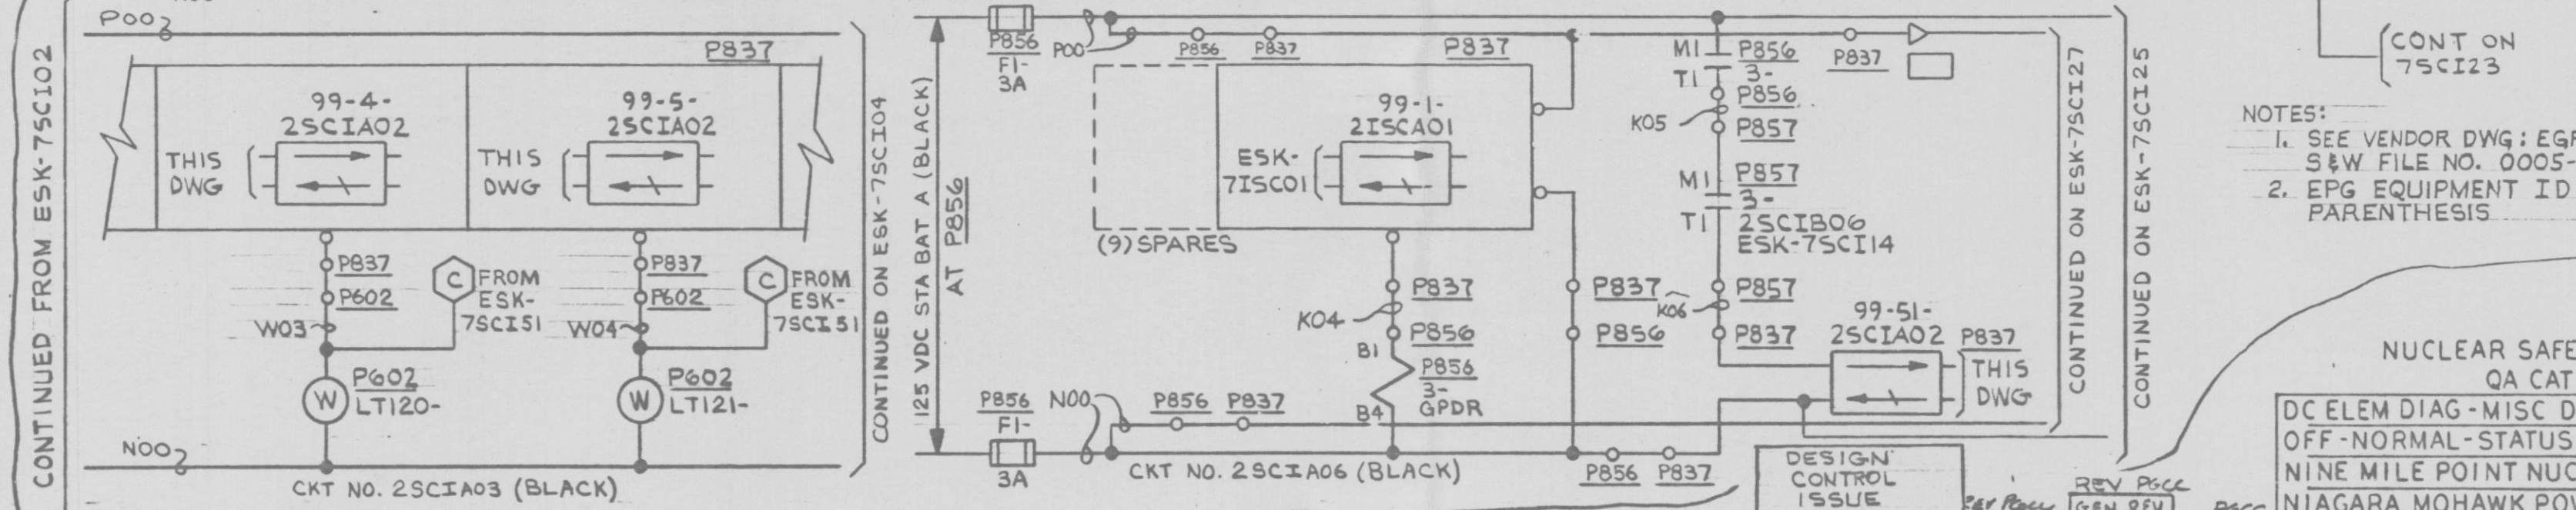 CONTINUED FROM ESK-7SCI02
P00
P837
99-4-
2SCIA02
THIS
DWG
99-5-
2SCIA02
THIS
DWG
P837
P602
W03
C
FROM
ESK-
7SCI51
P837
P602
W04
C
FROM
ESK-
7SCI51
W
P602
LT120-
W
P602
LT121-
N00
CKT NO. 2SCIA03 (BLACK)
CONTINUED ON ESK-7SCI04
125 VDC STA BAT A (BLACK)
AT P856
P856
F1-
3A
P00
P856
P837
P837
99-1-
2ISCA01
ESK-
7ISC01
(9) SPARES
P837
K04
P856
B1
P856
3-
GPDR
B4
P837
P856
M1
P856
T1
3-
P856
K05
P857
M1
P857
3-
T1
2SCIB06
ESK-7SCI14
P857
K06
P837
P837
99-51-
2SCIA02
P837
THIS
DWG
P856
F1-
3A
N00
P856
P837
CKT NO. 2SCIA06 (BLACK)
P856
P837
CONTINUED ON ESK-7SCI27
CONTINUED ON ESK-7SCI25
DESIGN
CONTROL
ISSUE
CONT ON
7SCI23
NOTES:
1. SEE VENDOR DWG: EGP
S&W FILE NO. 0005-
2. EPG EQUIPMENT ID
PARENTHESIS
NUCLEAR SAFE
QA CAT
DC ELEM DIAG-MISC D
OFF-NORMAL-STATUS
NINE MILE POINT NUC
NIAGARA MOHAWK POW
REV PGCC
GEN REV
PGCC